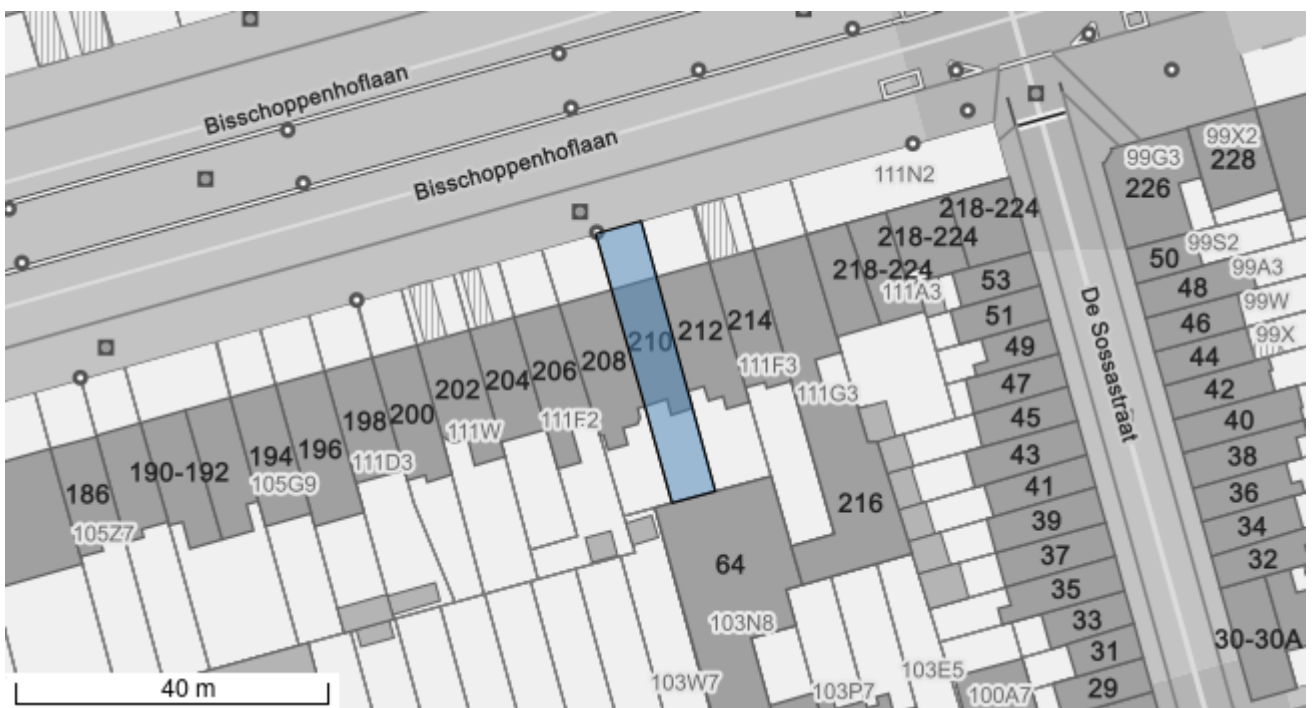 Bisschoppenhoflaan
Bisschoppenhoflaan
99X2
228
99G3
226
111N2
218-224
218-224
218-224
99S2
50
99A3
53
111A3
48
99W
51
46
99X
De Sossastraat
49
44
210
212
214
208
111F3
47
42
206
111G3
204
202
45
40
200
198
111F2
111W
43
38
196
194
190-192
111D3
105G9
41
36
186
216
39
34
105Z7
37
32
64
35
103N8
33
30-30A
31
103E5
103W7
103P7
100A7
29
40 m